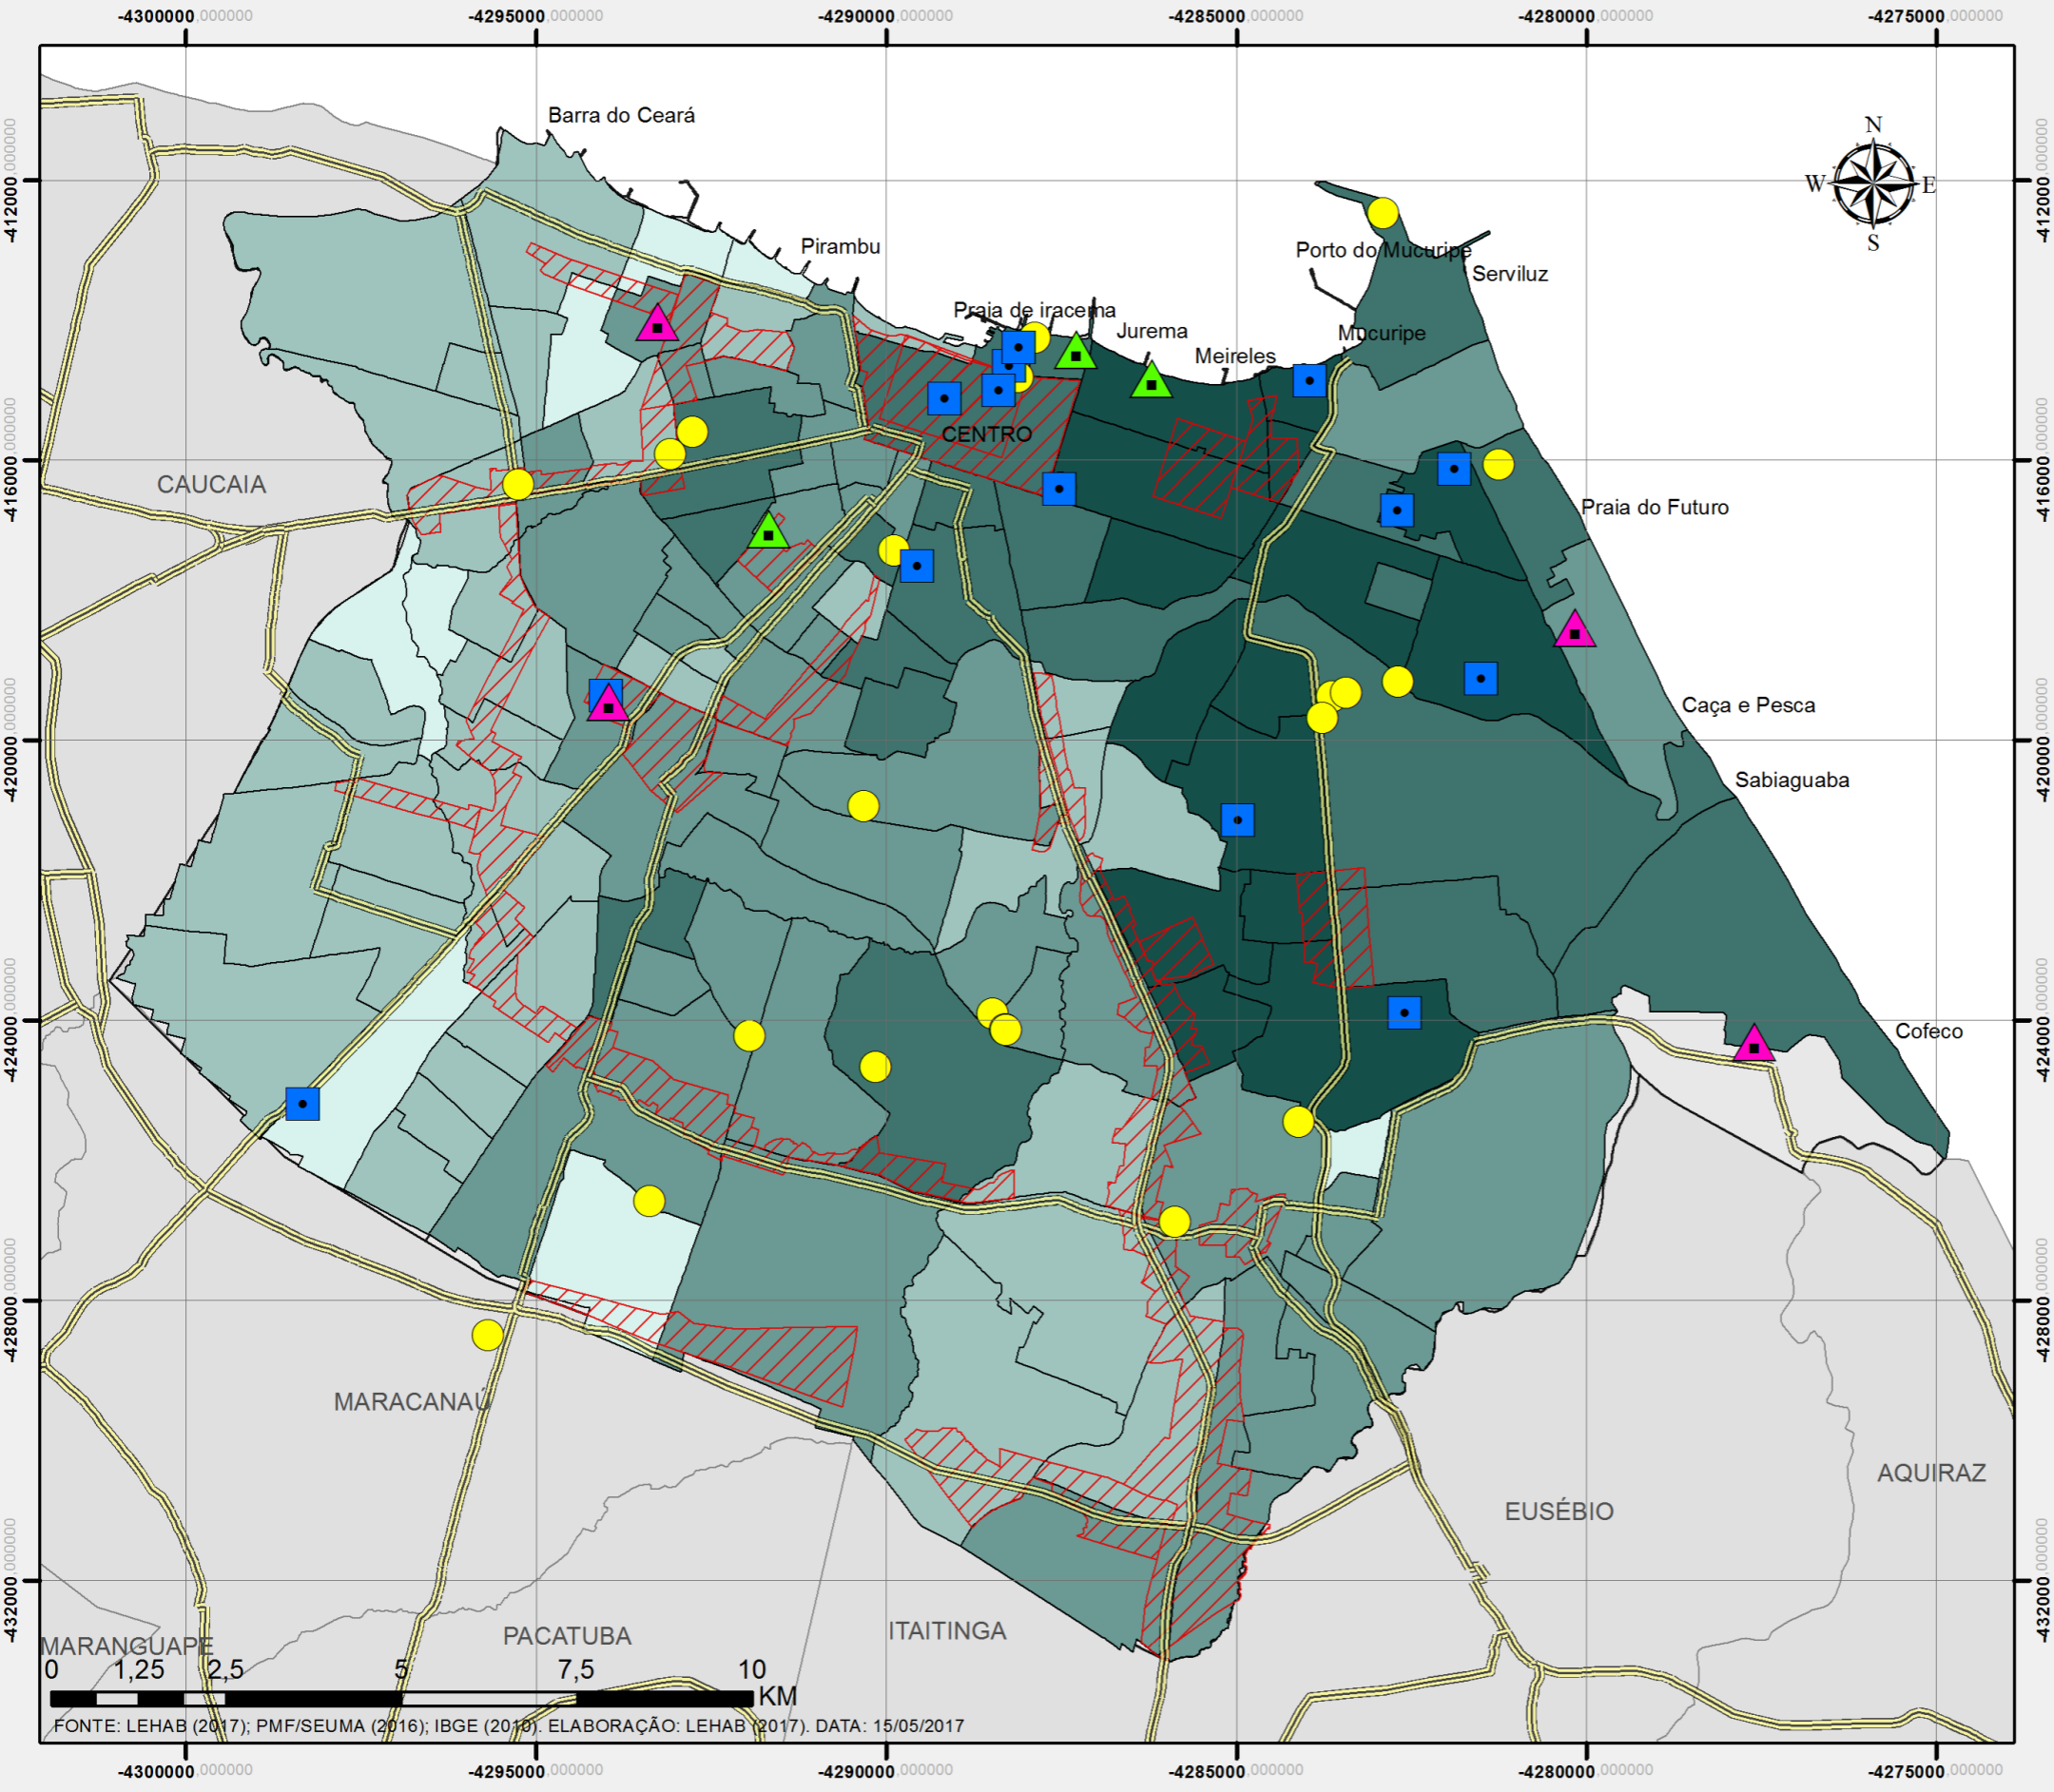 -4300000,000000 -4295000,000000 -4290000,000000 -4285000,000000 -4280000,000000 -4275000,000000
-412000,000000
-416000,000000
-420000,000000
-424000,000000
-428000,000000
-432000,000000
Barra do Ceará
N
W E
S
Pirambu
Porto do Mucuripe
Serviluz
Praia de iracema
Jurema
Mucuripe
Meireles
CENTRO
CAUCAIA
Praia do Futuro
Caça e Pesca
Sabiaguaba
Cofeco
MARACANAÚ
AQUIRAZ
EUSÉBIO
ITAITINGA
PACATUBA
MARANGUAPE
0 1,25 2,5 5 7,5 10
KM
FONTE: LEHAB (2017); PMF/SEUMA (2016); IBGE (2010). ELABORAÇÃO: LEHAB (2017). DATA: 15/05/2017
-412000,000000
-416000,000000
-420000,000000
-424000,000000
-428000,000000
-432000,000000
-4300000,000000 -4295000,000000 -4290000,000000 -4285000,000000 -4280000,000000 -4275000,000000